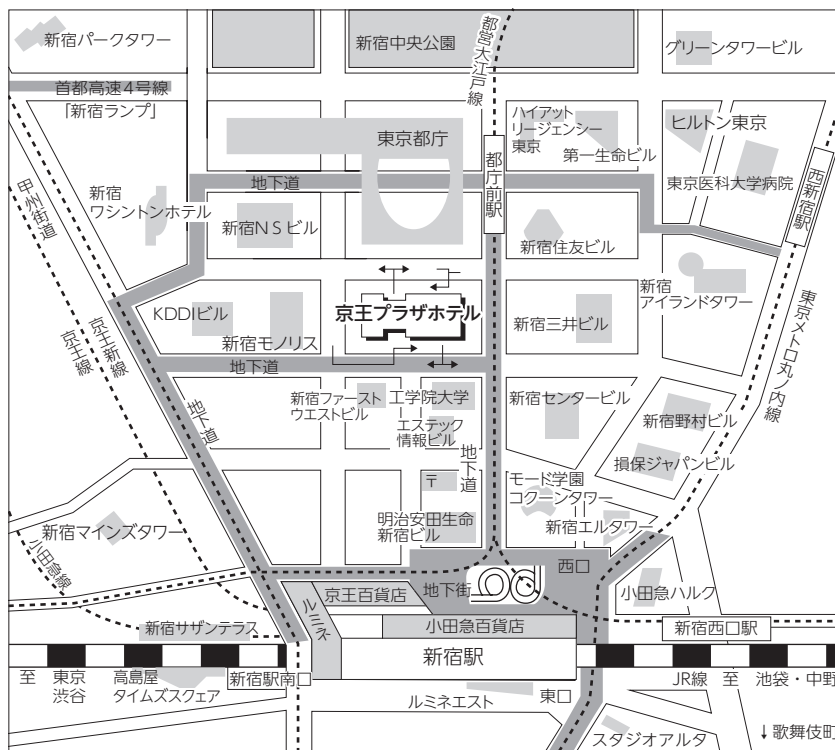 新宿パークタワー
新宿中央公園
都営大江戸線
グリーンタワービル
首都高速4号線
「新宿ランプ」
東京都庁
都庁前駅
ハイアット
リージェンシー
東京
第一生命ビル
ヒルトン東京
東京医科大学病院
西新宿駅
甲州街道
新宿
ワシントンホテル
地下道
新宿NSビル
新宿住友ビル
新宿
アイランドタワー
KDDIビル
新宿モノリス
京王プラザホテル
新宿三井ビル
東京メトロ丸ノ内線
京王新線
京王線
地下道
地下道
新宿ファースト
ウエストビル
工学院大学
エステック
情報ビル
地下道
新宿センタービル
新宿野村ビル
損保ジャパンビル
〒
モード学園
コクーンタワー
明治安田生命
新宿ビル
新宿エルタワー
新宿マインズタワー
小田急線
西口
地下街
京王百貨店
ルミネ
小田急ハルク
小田急百貨店
新宿サザンテラス
新宿西口駅
新宿駅
至 東京
渋谷
高島屋
タイムズスクェア
新宿駅南口
JR線 至 池袋・中野
ルミネエスト
東口
スタジオアルタ
↓歌舞伎町